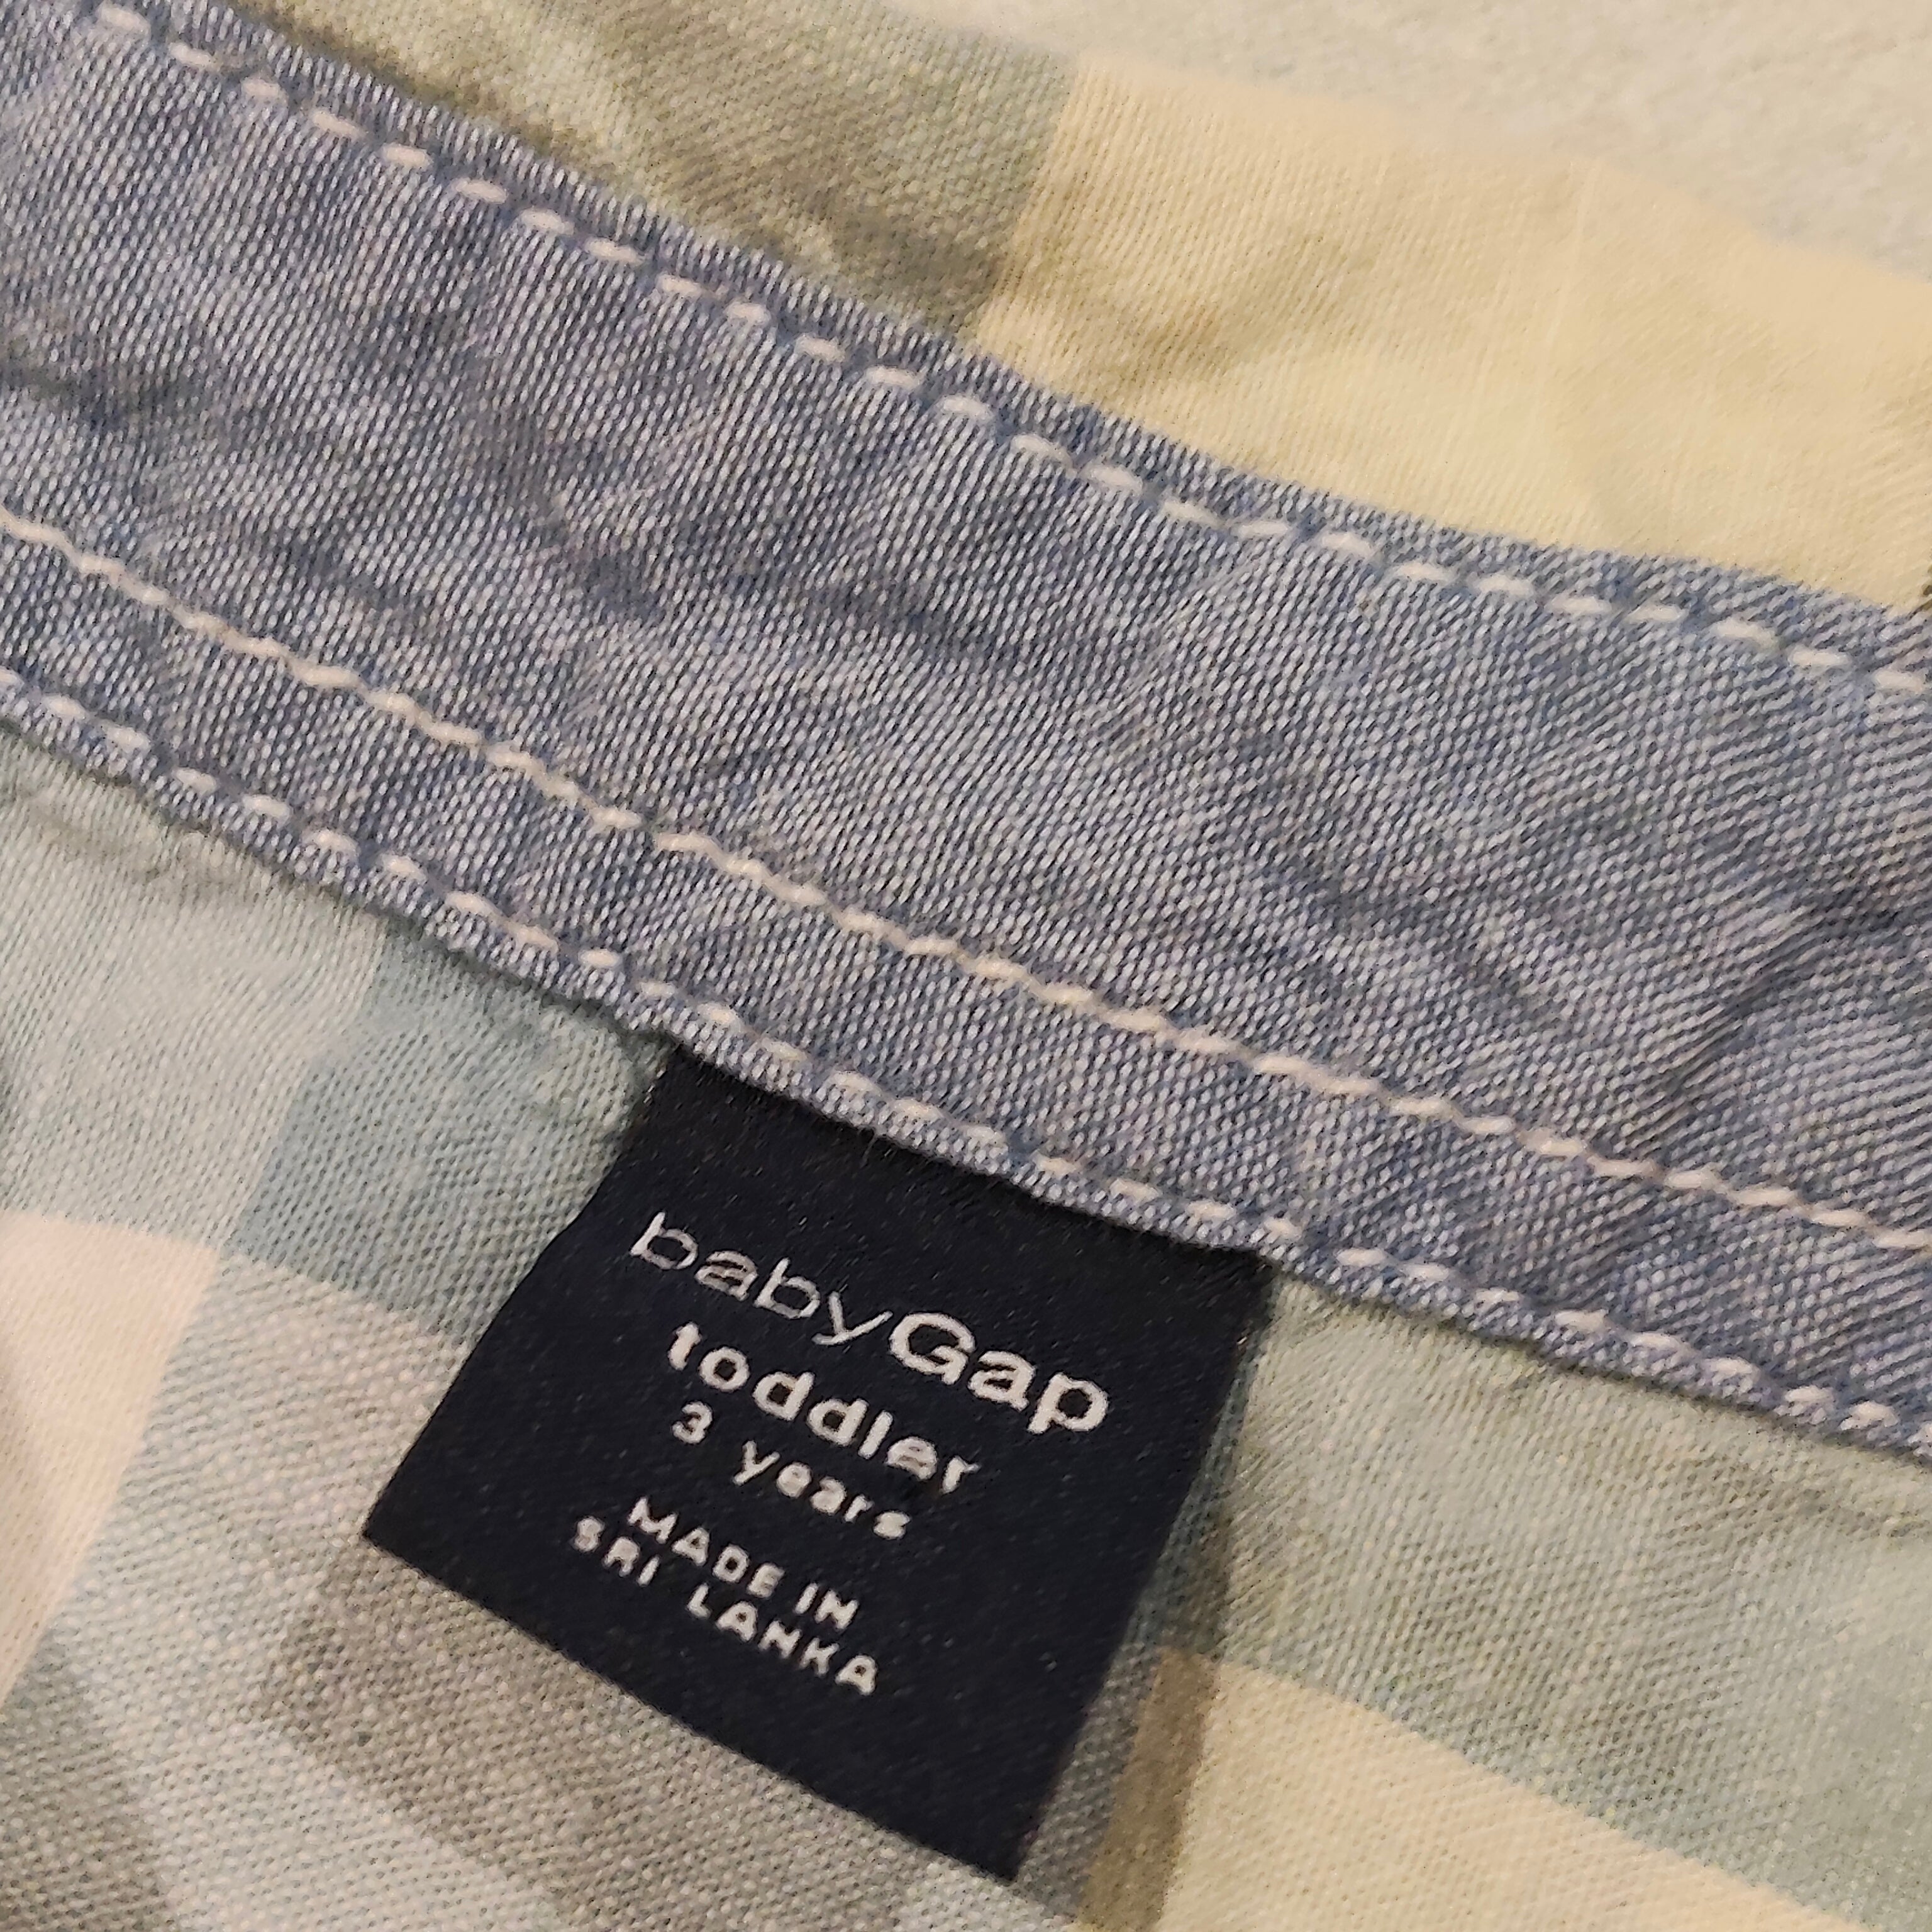 babyGap
toddler
3 years
MADE IN
SRI LANKA